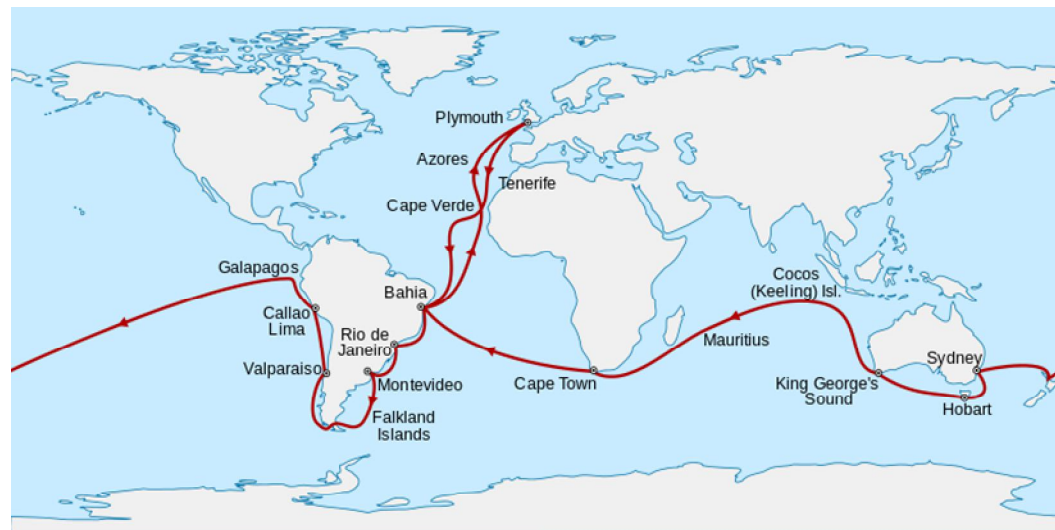 Plymouth
Azores
Tenerife
Cape Verde
Galapagos
Bahia
Cocos
(Keeling) Isl.
Callao
Lima
Rio de
Janeiro
Mauritius
Sydney
Valparaiso
Montevideo
Cape Town
King George's
Sound
Hobart
Falkland
Islands